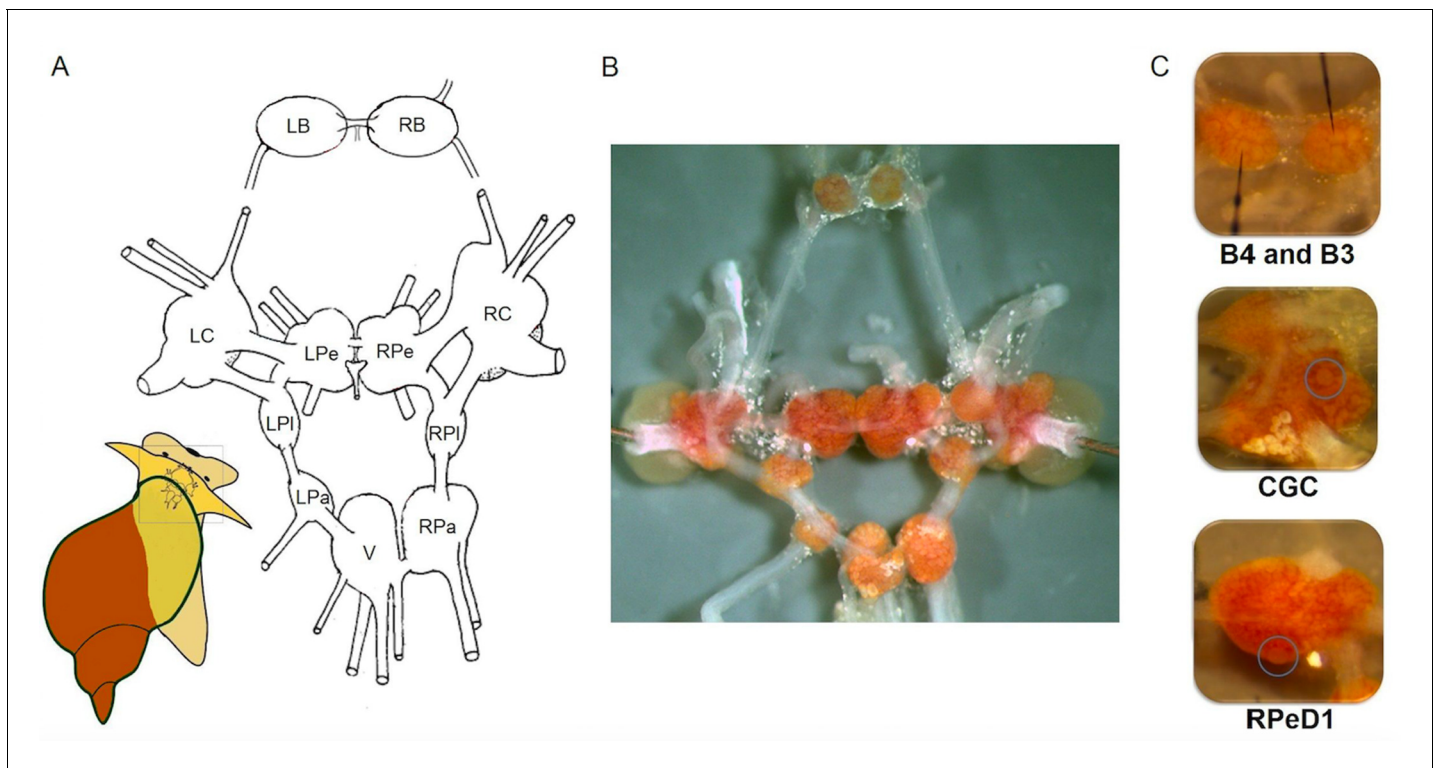 A
B
C
LB
RB
LC
LPe
RPe
RC
LPl
RPl
LPa
V
RPa
B4 and B3
CGC
RPeD1